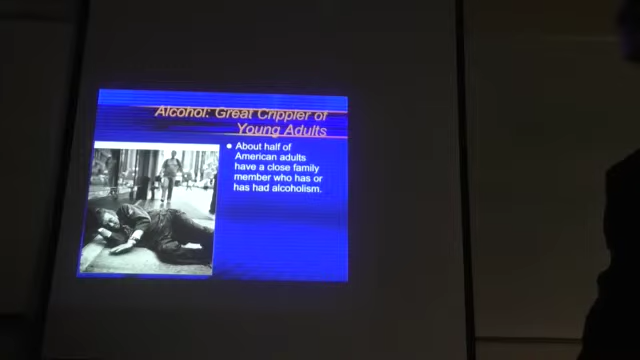 Alcohol: Great Crippler of
Young Adults
About half of
American adults
have a close family
member who has or
has had alcoholism.